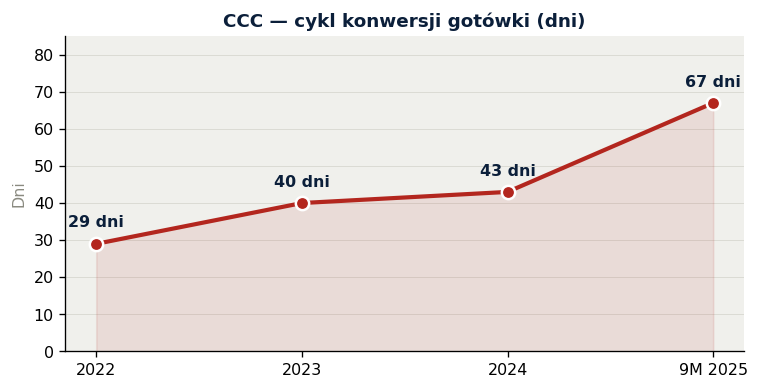 CCC — cykl konwersji gotówki (dni)
80
70
60
50
40
30
20
10
0
Dni
29 dni
40 dni
43 dni
67 dni
2022
2023
2024
9M 2025